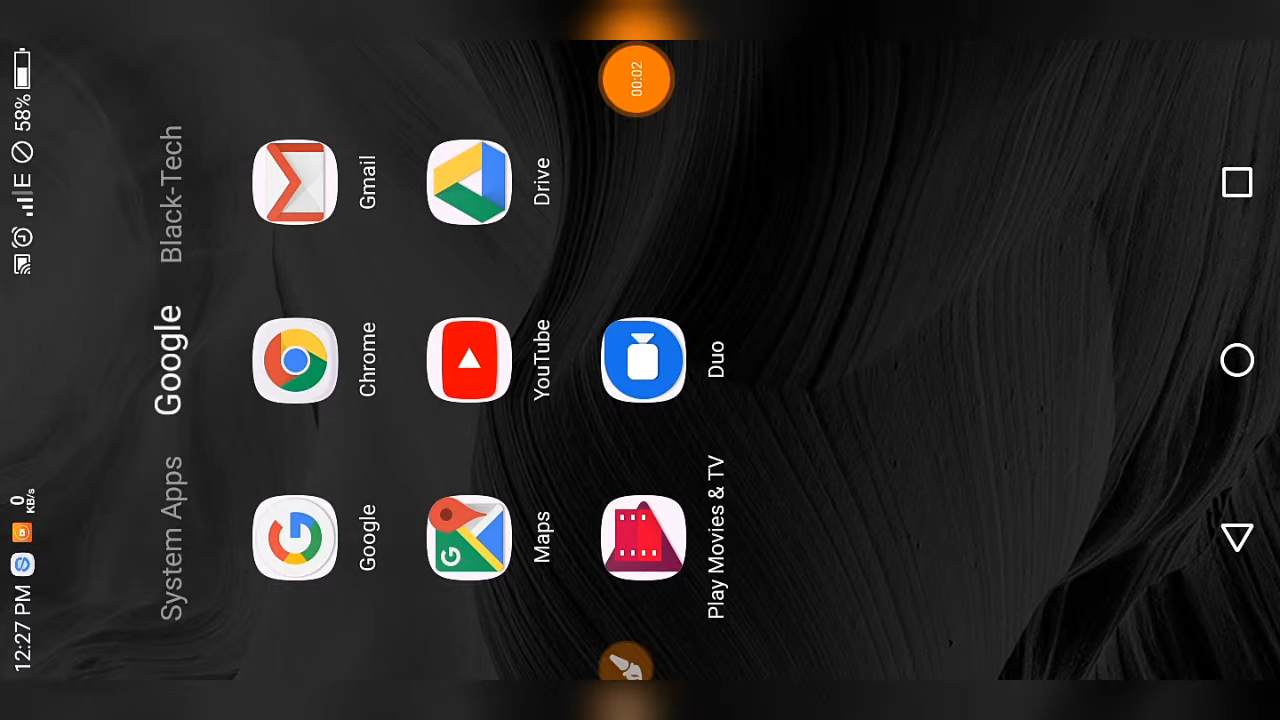 12:27 PM 0 KB/s E 58%
System Apps Google Black-Tech
Google Chrome Gmail
Maps YouTube Drive
Play Movies & TV Duo
00:02